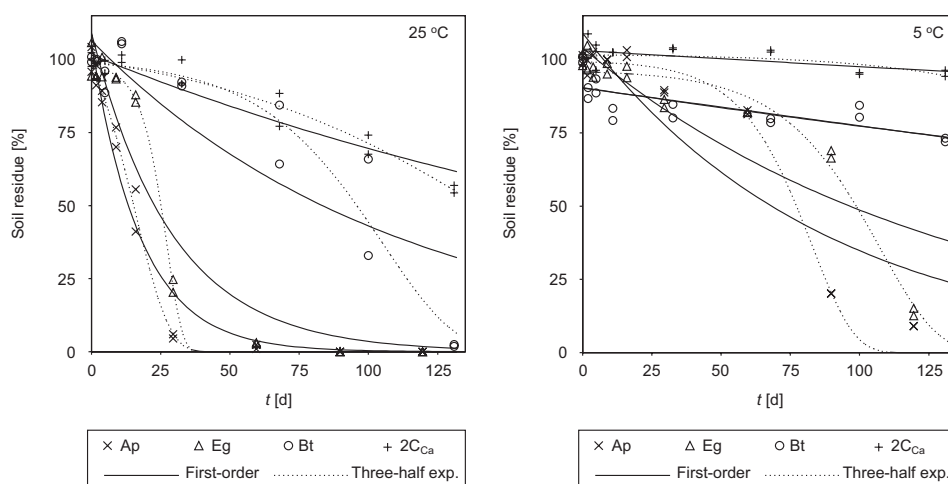 25 °C
5 °C
Soil residue [%]
100
75
50
25
0
0 25 50 75 100 125
t [d]
Soil residue [%]
100
75
50
25
0
0 25 50 75 100 125
t [d]
Ap Eg Bt 2C_Ca
First-order Three-half exp.
Ap Eg Bt 2C_Ca
First-order Three-half exp.